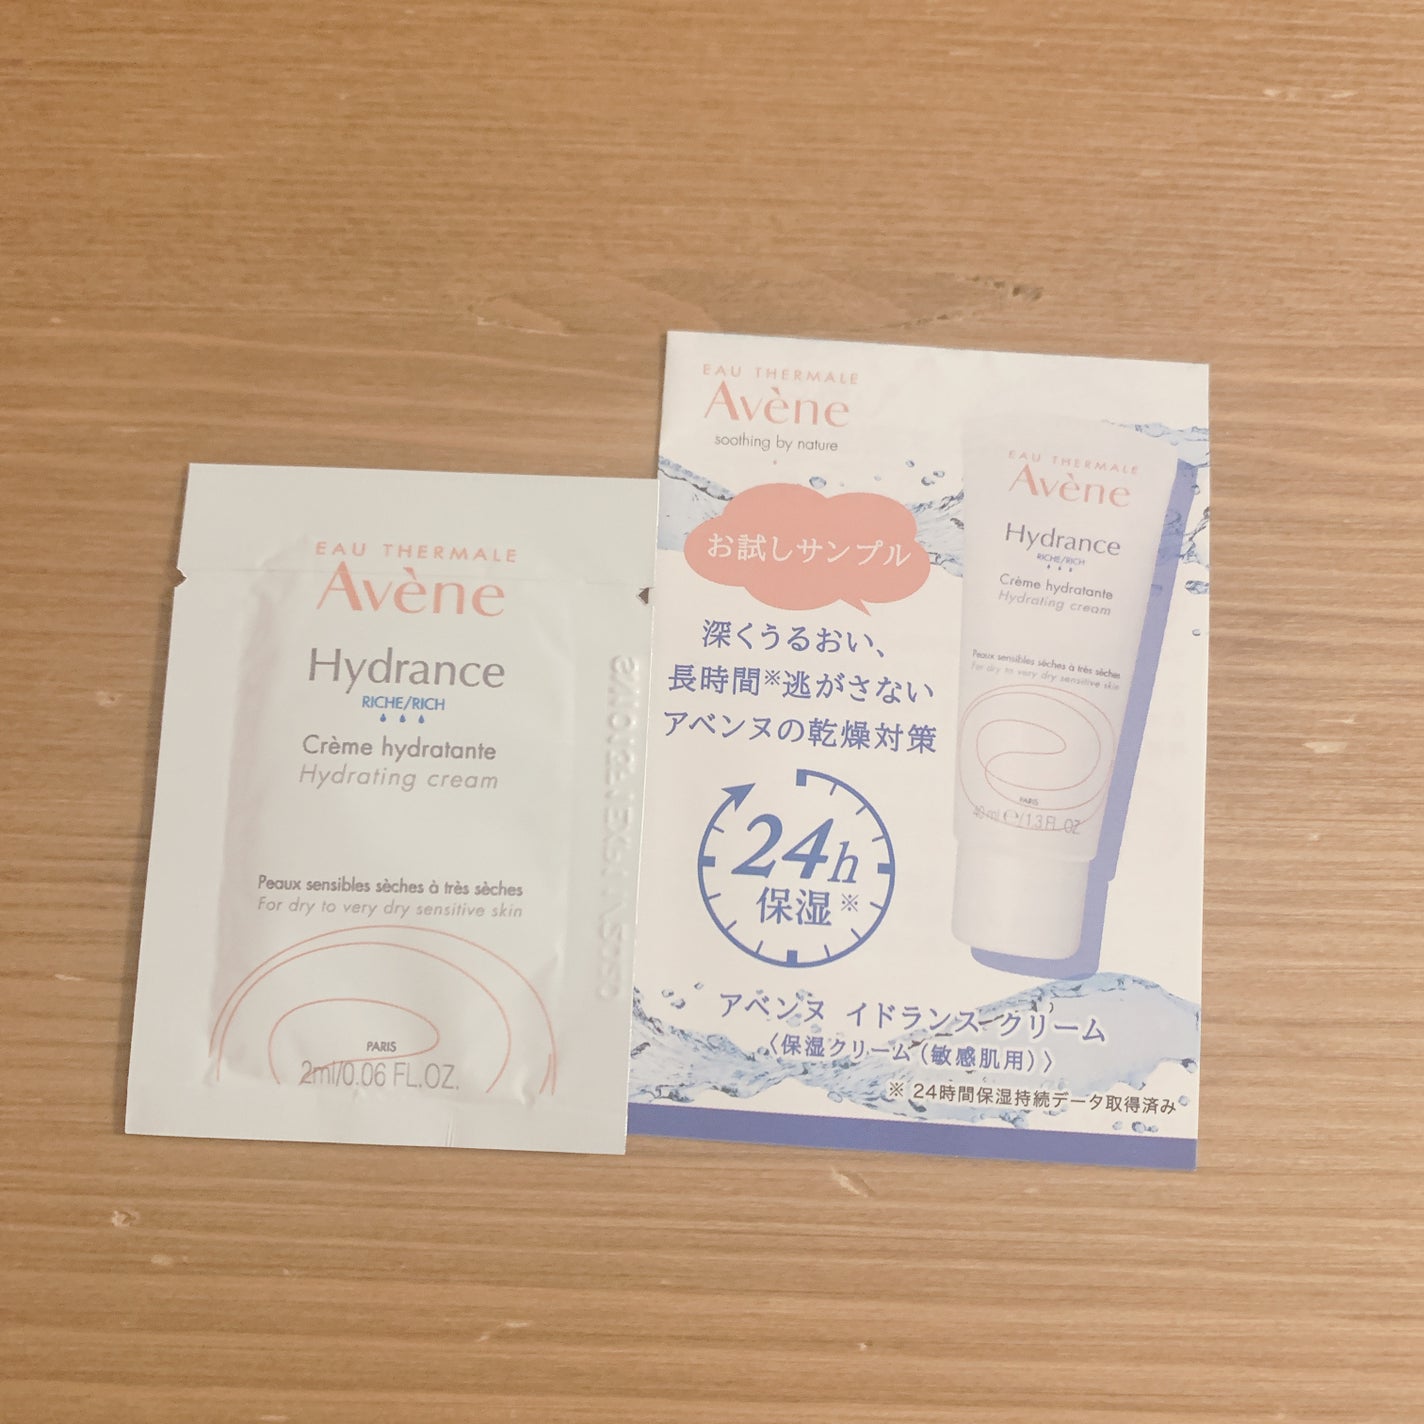 EAU THERMALE
Avène
Hydrance
RICHE/RICH
Crème hydratante
Hydrating cream
Peaux sensibles sèches à très sèches
For dry to very dry sensitive skin
PARIS
2ml/0.06 FL.OZ.
EAU THERMALE
Avène
soothing by nature
お試しサンプル
深くうるおい、
長時間※逃がさない
アベンヌの乾燥対策
24h
保湿※
EAU THERMALE
Avène
Hydrance
RICHE/RICH
Crème hydratante
Hydrating cream
Peaux sensibles sèches à très sèches
For dry to very dry sensitive skin
PARIS
40 ml ℮/1.3 FL.OZ.
アベンヌ イドランス クリーム
〈保湿クリーム（敏感肌用）〉
※ 24時間保湿持続データ取得済み